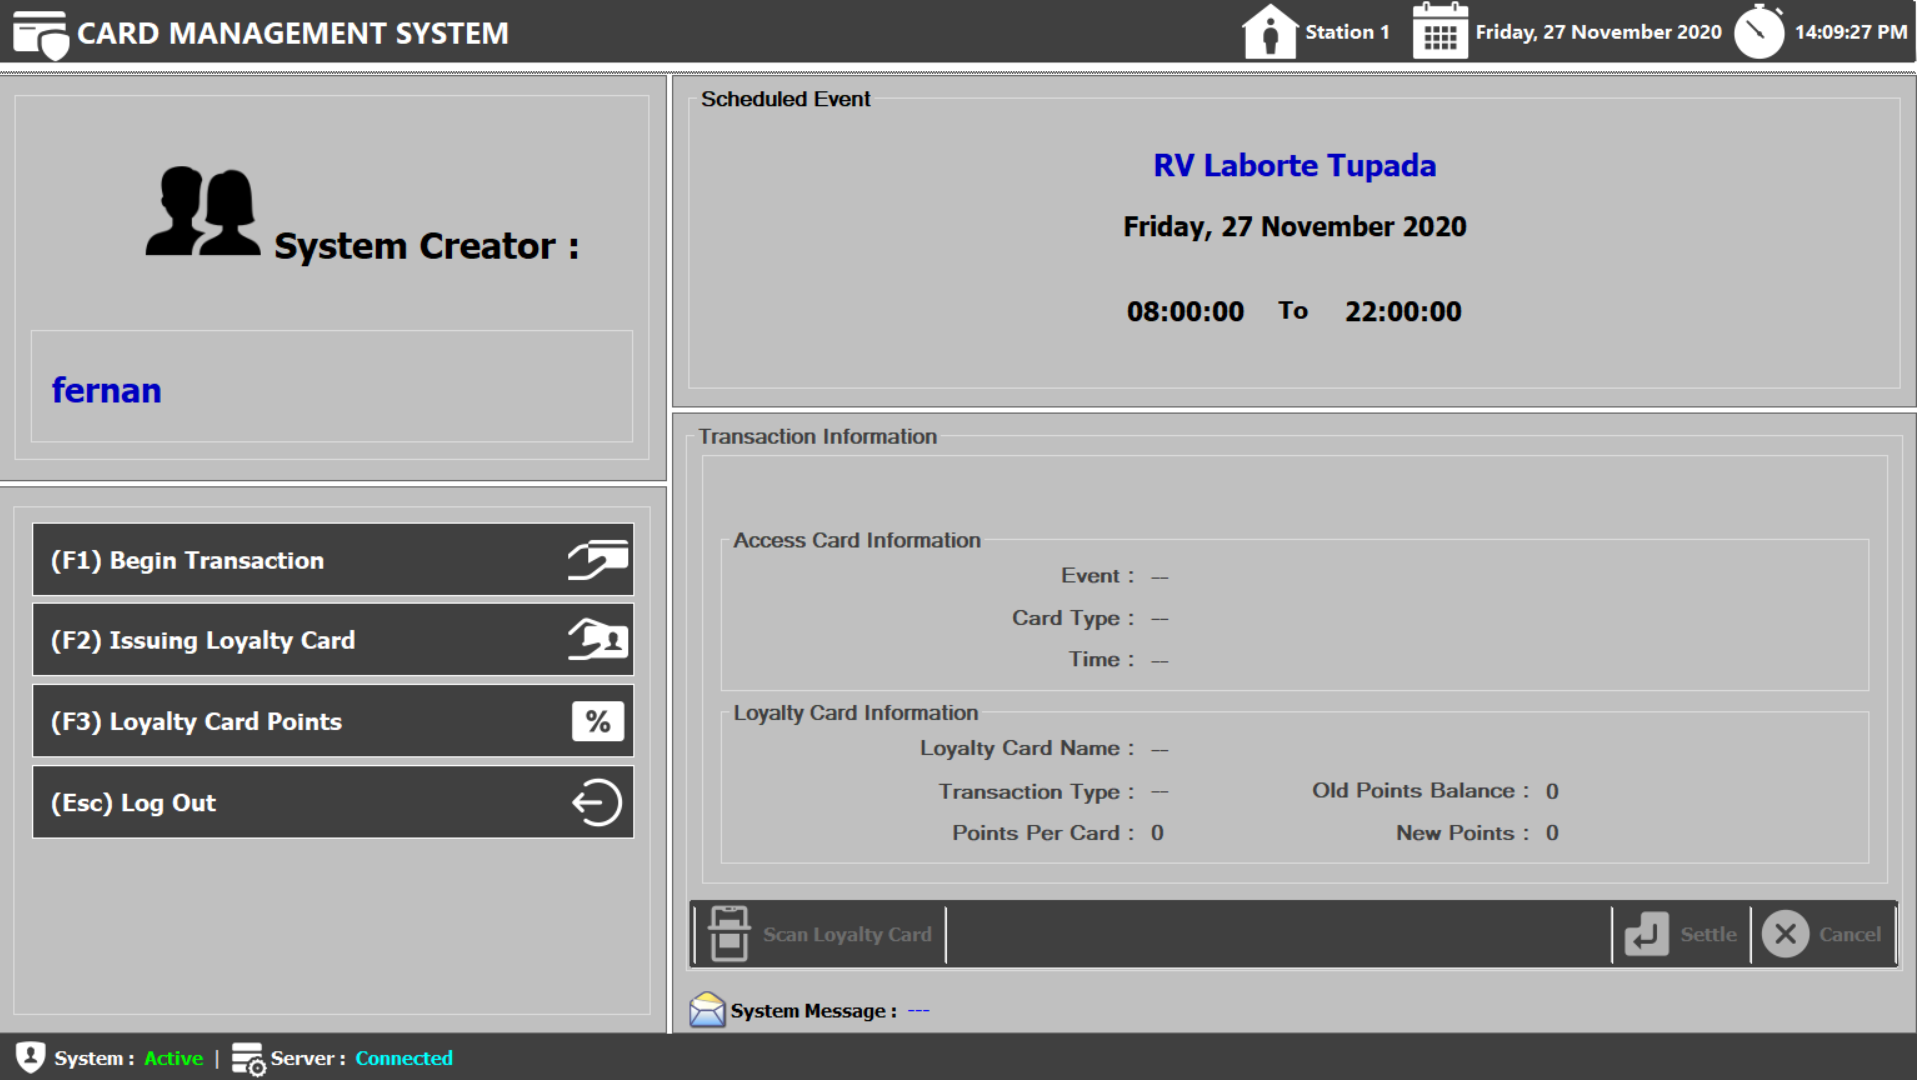 CARD MANAGEMENT SYSTEM
Station 1
Friday, 27 November 2020
14:09:27 PM
System Creator :
fernan
Scheduled Event
RV Laborte Tupada
Friday, 27 November 2020
08:00:00 To 22:00:00
(F1) Begin Transaction
(F2) Issuing Loyalty Card
(F3) Loyalty Card Points
%
(Esc) Log Out
Transaction Information
Access Card Information
Event : --
Card Type : --
Time : --
Loyalty Card Information
Loyalty Card Name : --
Transaction Type : -- Old Points Balance : 0
Points Per Card : 0 New Points : 0
Scan Loyalty Card
Settle
Cancel
System Message : ---
System : Active | Server : Connected